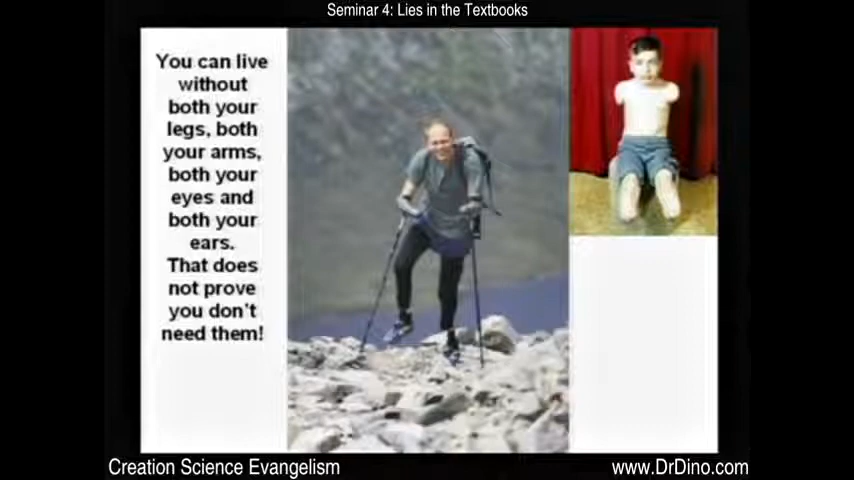 Seminar 4: Lies in the Textbooks
You can live
without
both your
legs, both
your arms,
both your
eyes and
both your
ears.
That does
not prove
you don't
need them!
Creation Science Evangelism
www.DrDino.com